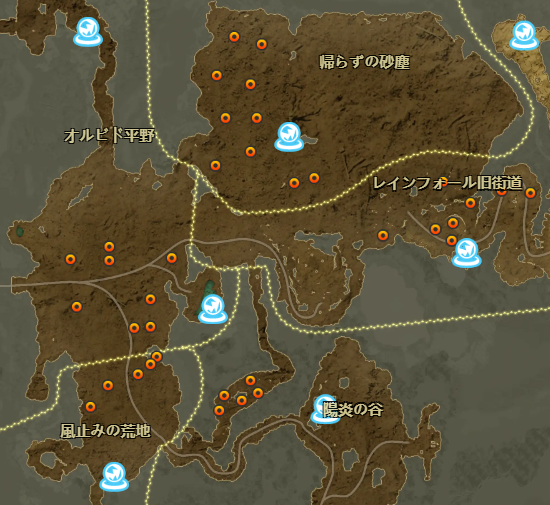 帰らずの砂塵
オルビド平野
レインフォール旧街道
陽炎の谷
風止みの荒地